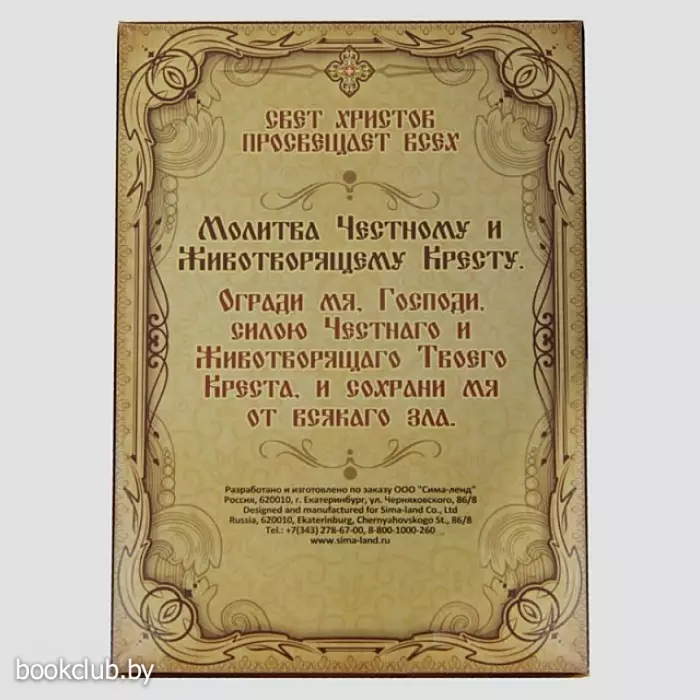 СВЕТ ХРИСТОВ
ПРОСВЕЩАЕТ ВСЕХ
Молитва Честному и
Животворящему Кресту.
Огради мя, Господи,
силою Честнаго и
Животворящаго Твоего
Креста, и сохрани мя
от всякаго зла.
Разработано и изготовлено по заказу ООО "Сима-ленд"
Россия, 620010, г. Екатеринбург, ул. Черняховского, 86/8
Designed and manufactured for Sima-land Co., Ltd
Russia, 620010, Ekaterinburg, Chernyahovskogo St., 86/8
Tel.: +7(343) 278-67-00, 8-800-1000-260
www.sima-land.ru
bookclub.by